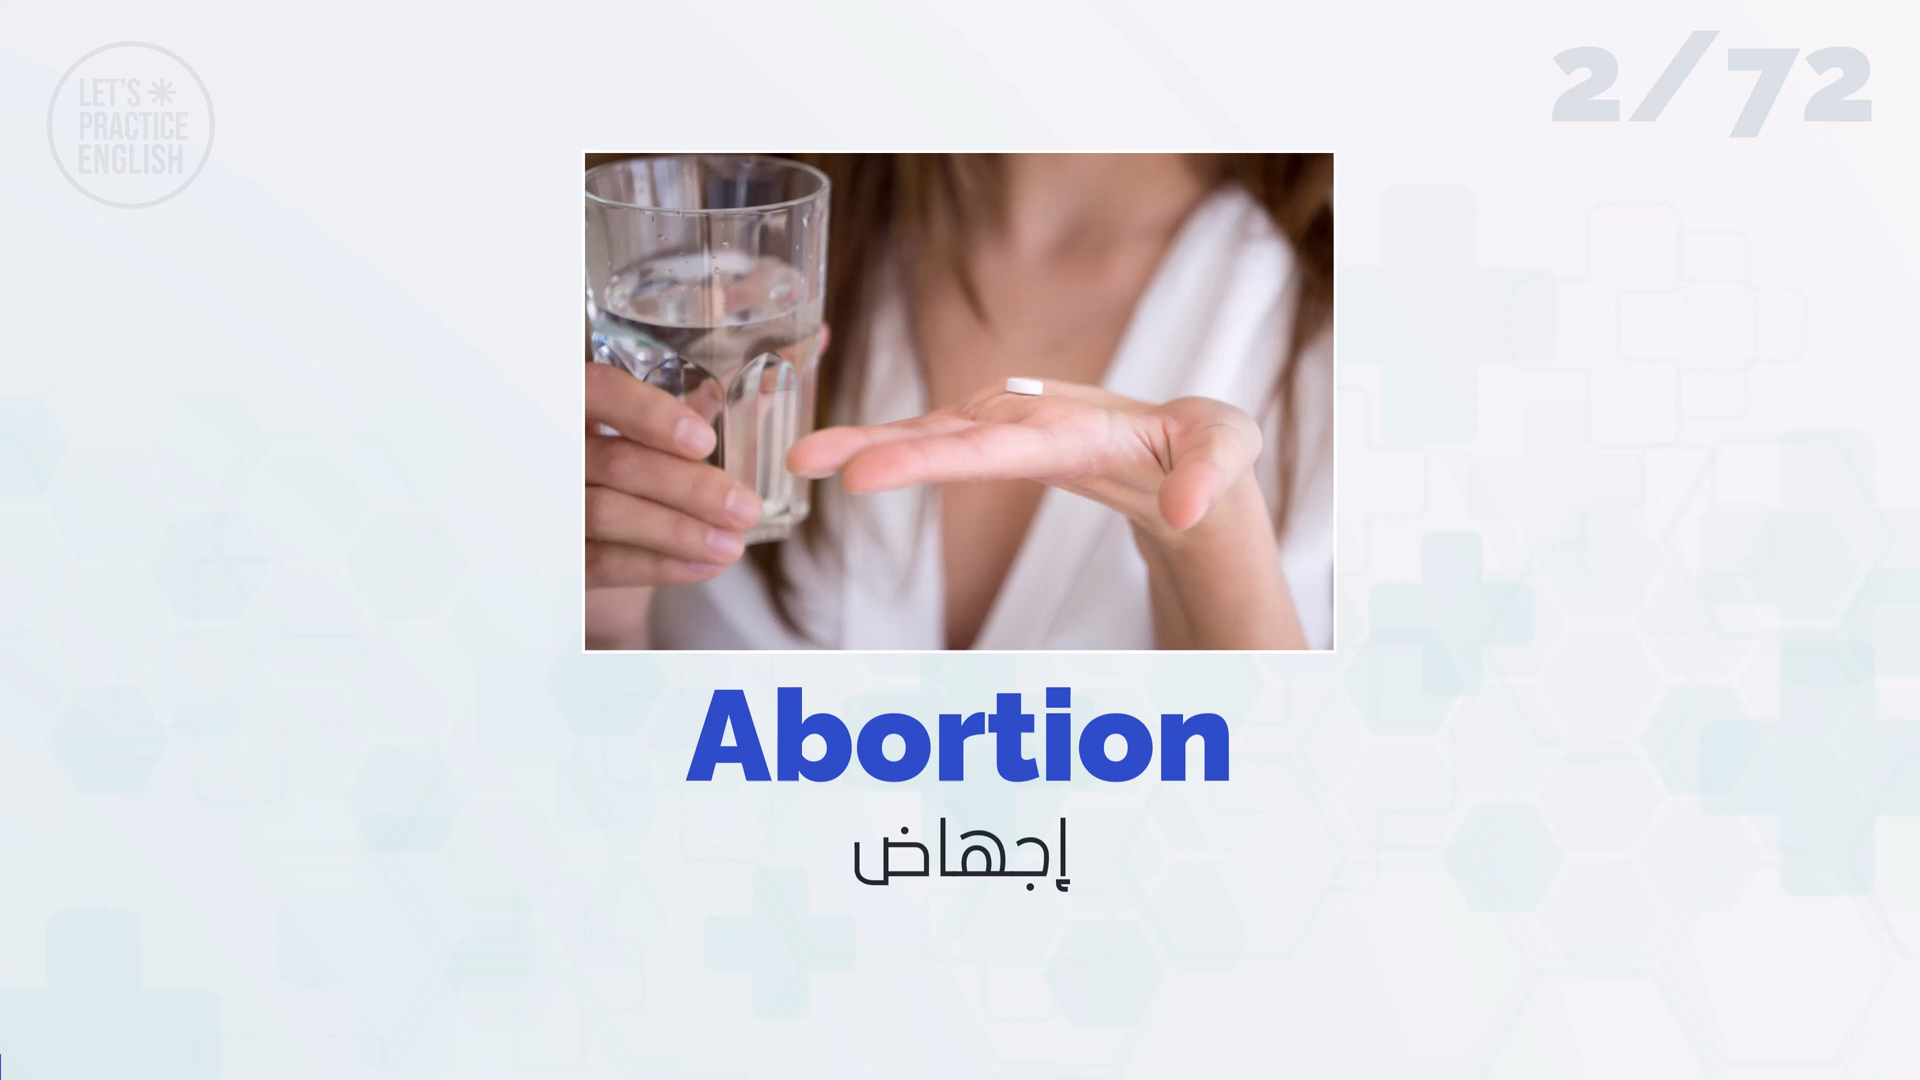 LET'S
PRACTICE
ENGLISH
2/72
Abortion
إجهاض